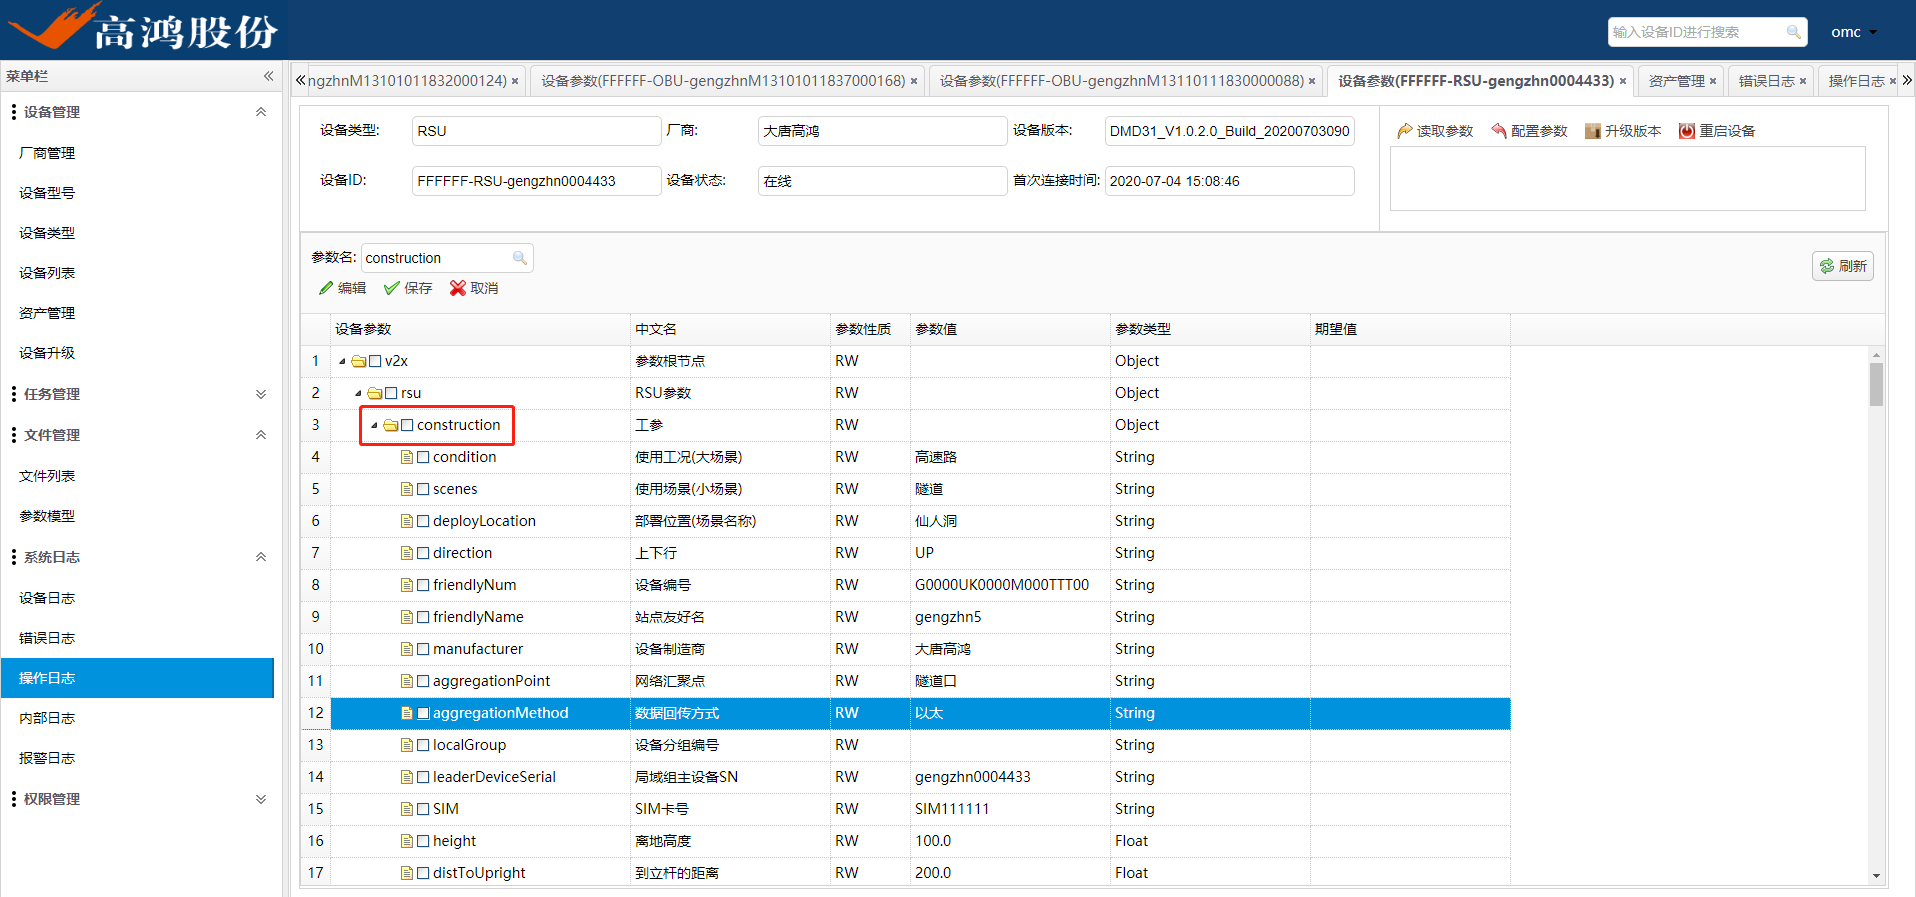 高鸿股份
输入设备ID进行搜索
omc
菜单栏
设备管理
厂商管理
设备型号
设备类型
设备列表
资产管理
设备升级
任务管理
文件管理
文件列表
参数模型
系统日志
设备日志
错误日志
操作日志
内部日志
报警日志
权限管理
ngzhnM13101011832000124)
设备参数(FFFFFF-OBU-gengzhnM13101011837000168)
设备参数(FFFFFF-OBU-gengzhnM13110111830000088)
设备参数(FFFFFF-RSU-gengzhn0004433)
资产管理
错误日志
操作日志
设备类型: RSU 厂商: 大唐高鸿 设备版本: DMD31_V1.0.2.0_Build_20200703090
设备ID: FFFFFF-RSU-gengzhn0004433 设备状态: 在线 首次连接时间: 2020-07-04 15:08:46
读取参数 配置参数 升级版本 重启设备
参数名: construction
刷新
编辑 保存 取消
设备参数 中文名 参数性质 参数值 参数类型 期望值
1 v2x 参数根节点 RW Object
2 rsu RSU参数 RW Object
3 construction 工参 RW Object
4 condition 使用工况(大场景) RW 高速路 String
5 scenes 使用场景(小场景) RW 隧道 String
6 deployLocation 部署位置(场景名称) RW 仙人洞 String
7 direction 上下行 RW UP String
8 friendlyNum 设备编号 RW G0000UK0000M000TTT00 String
9 friendlyName 站点友好名 RW gengzhn5 String
10 manufacturer 设备制造商 RW 大唐高鸿 String
11 aggregationPoint 网络汇聚点 RW 隧道口 String
12 aggregationMethod 数据回传方式 RW 以太 String
13 localGroup 设备分组编号 RW String
14 leaderDeviceSerial 局域组主设备SN RW gengzhn0004433 String
15 SIM SIM卡号 RW SIM111111 String
16 height 离地高度 RW 100.0 Float
17 distToUpright 到立杆的距离 RW 200.0 Float